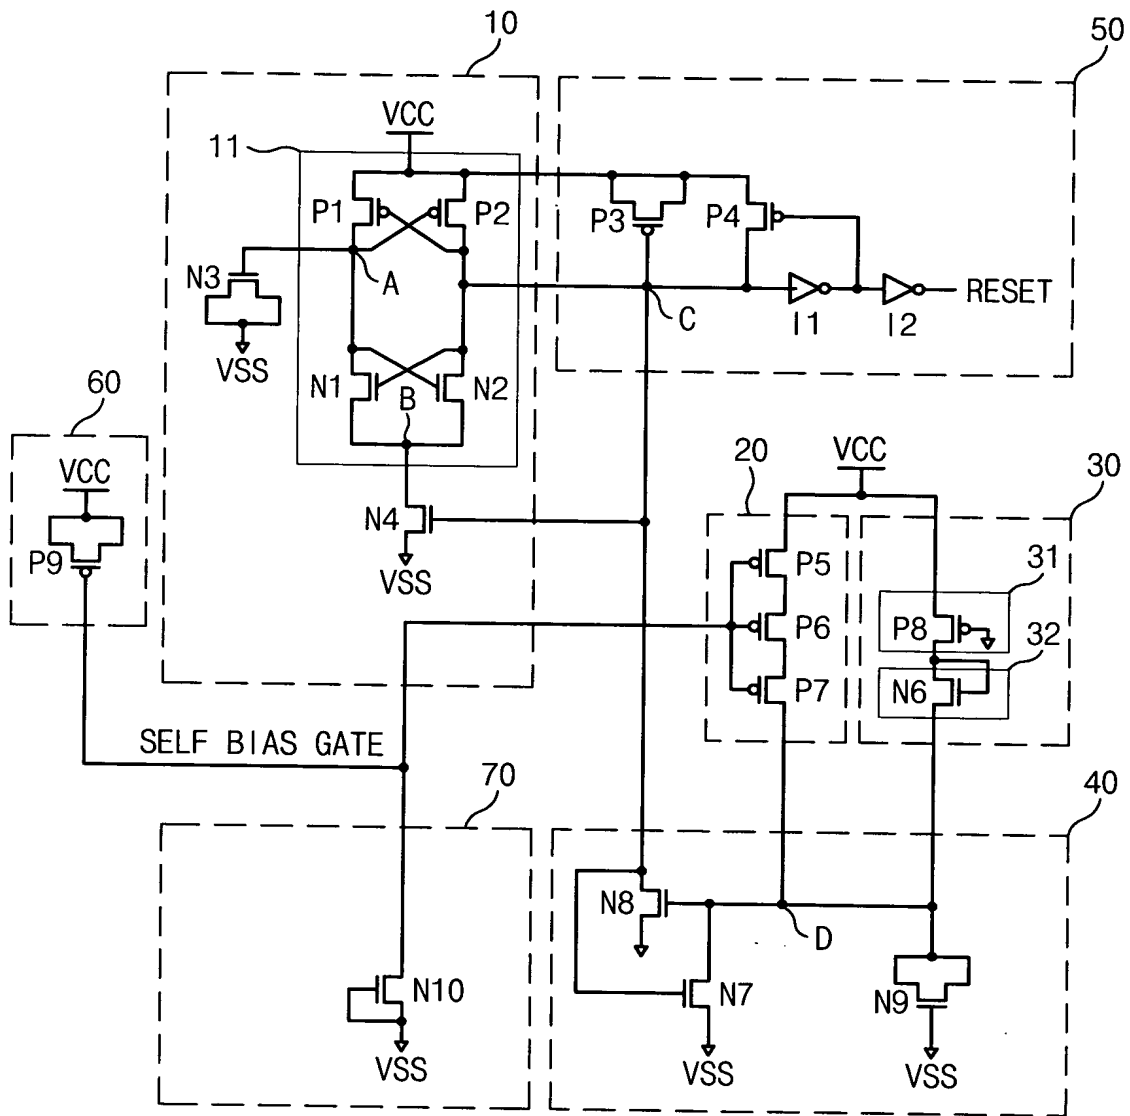 10
50
VCC
11
P1
P2
P3
P4
N3
A
C
I1
I2
RESET
VSS
N1
N2
B
60
VCC
20
VCC
30
N4
P9
VSS
P5
31
P6
P8
32
P7
N6
SELF BIAS GATE
70
40
N8
D
N10
N7
N9
VSS
VSS
VSS